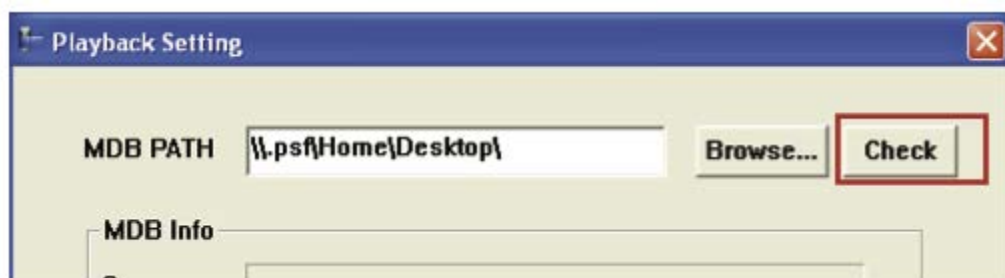 Playback Setting
MDB PATH \\.psf\Home\Desktop\ Browse... Check
MDB Info